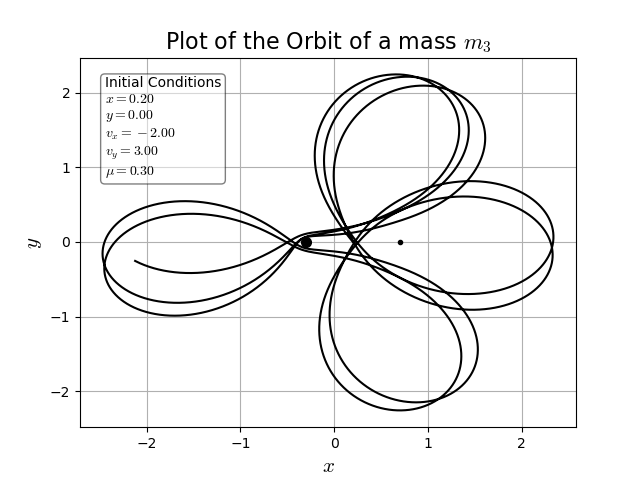 Plot of the Orbit of a mass m₃
Initial Conditions
x = 0.20
y = 0.00
vₓ = −2.00
v_y = 3.00
μ = 0.30
2
1
0
−1
−2
y
−2 −1 0 1 2
x